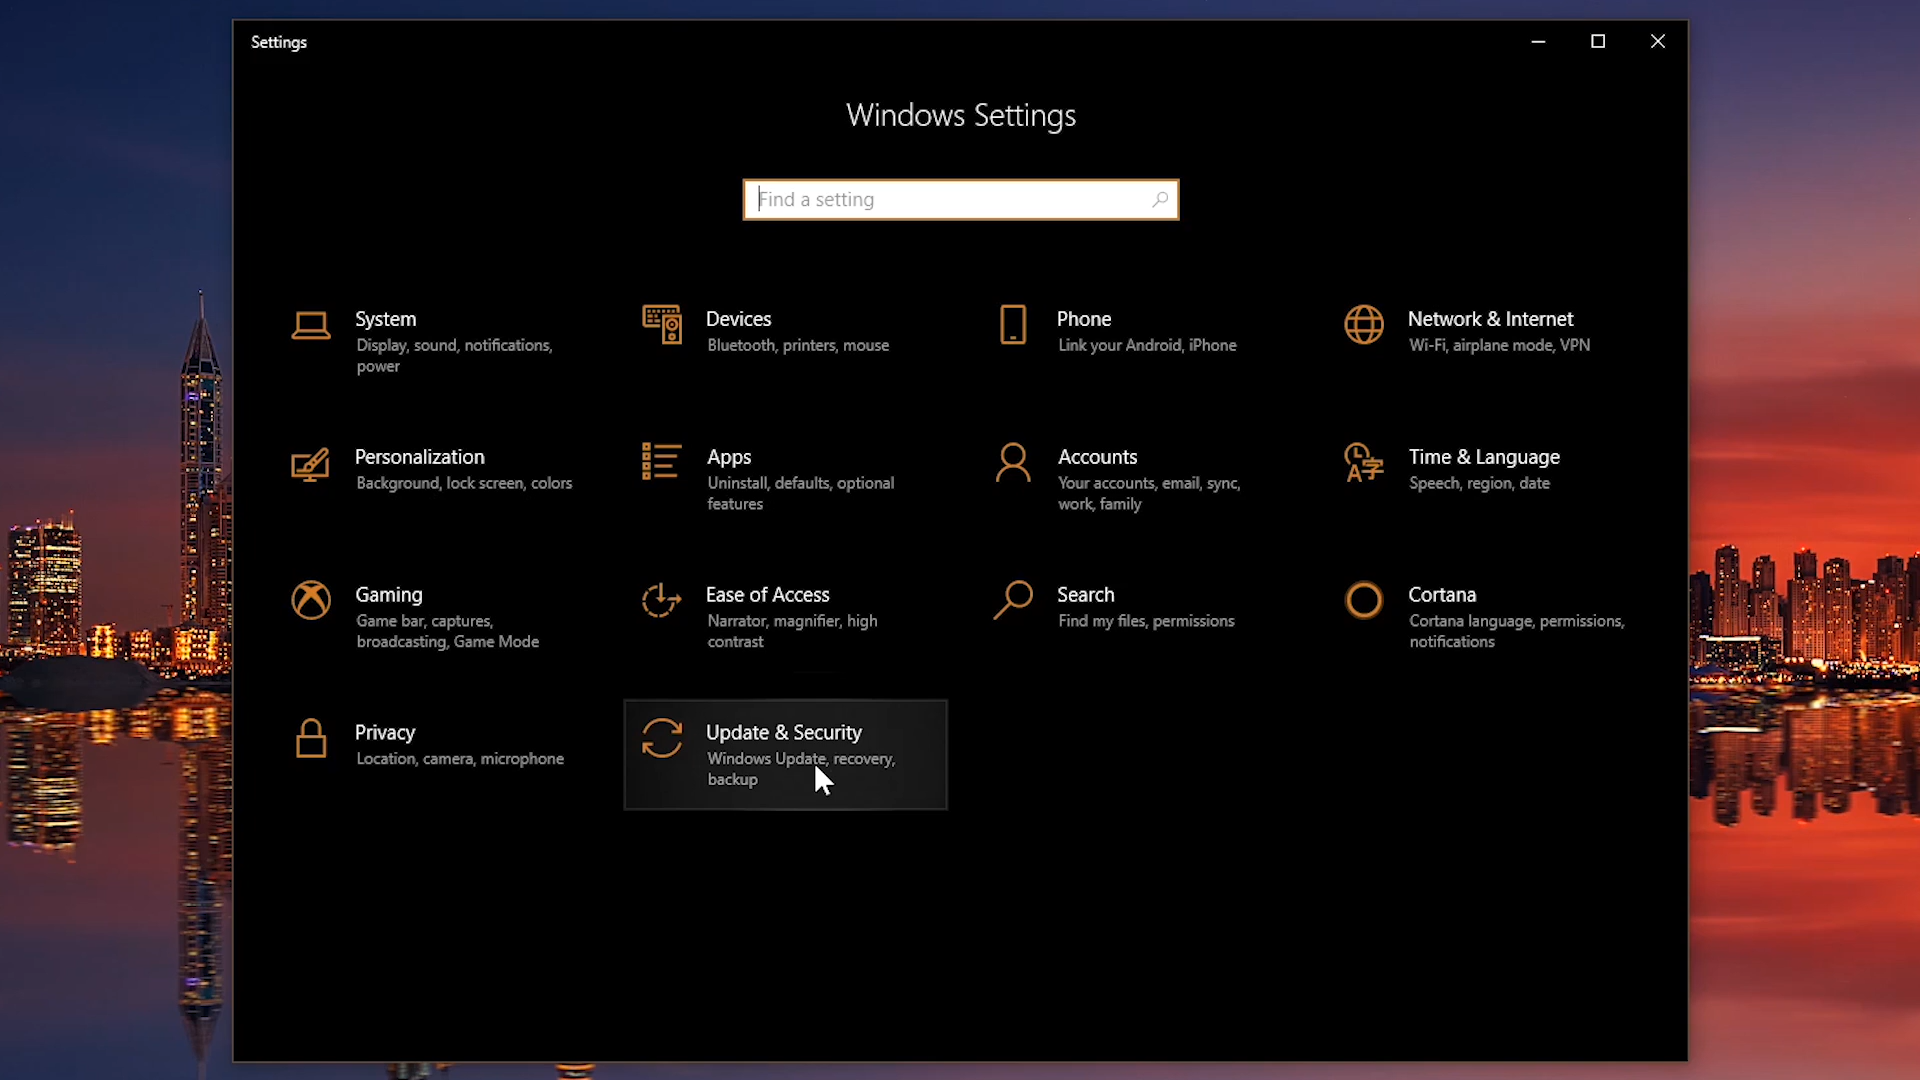 Settings
Windows Settings
Find a setting
System
Display, sound, notifications,
power
Devices
Bluetooth, printers, mouse
Phone
Link your Android, iPhone
Network & Internet
Wi-Fi, airplane mode, VPN
Personalization
Background, lock screen, colors
Apps
Uninstall, defaults, optional
features
Accounts
Your accounts, email, sync,
work, family
Time & Language
Speech, region, date
Gaming
Game bar, captures,
broadcasting, Game Mode
Ease of Access
Narrator, magnifier, high
contrast
Search
Find my files, permissions
Cortana
Cortana language, permissions,
notifications
Privacy
Location, camera, microphone
Update & Security
Windows Update, recovery,
backup